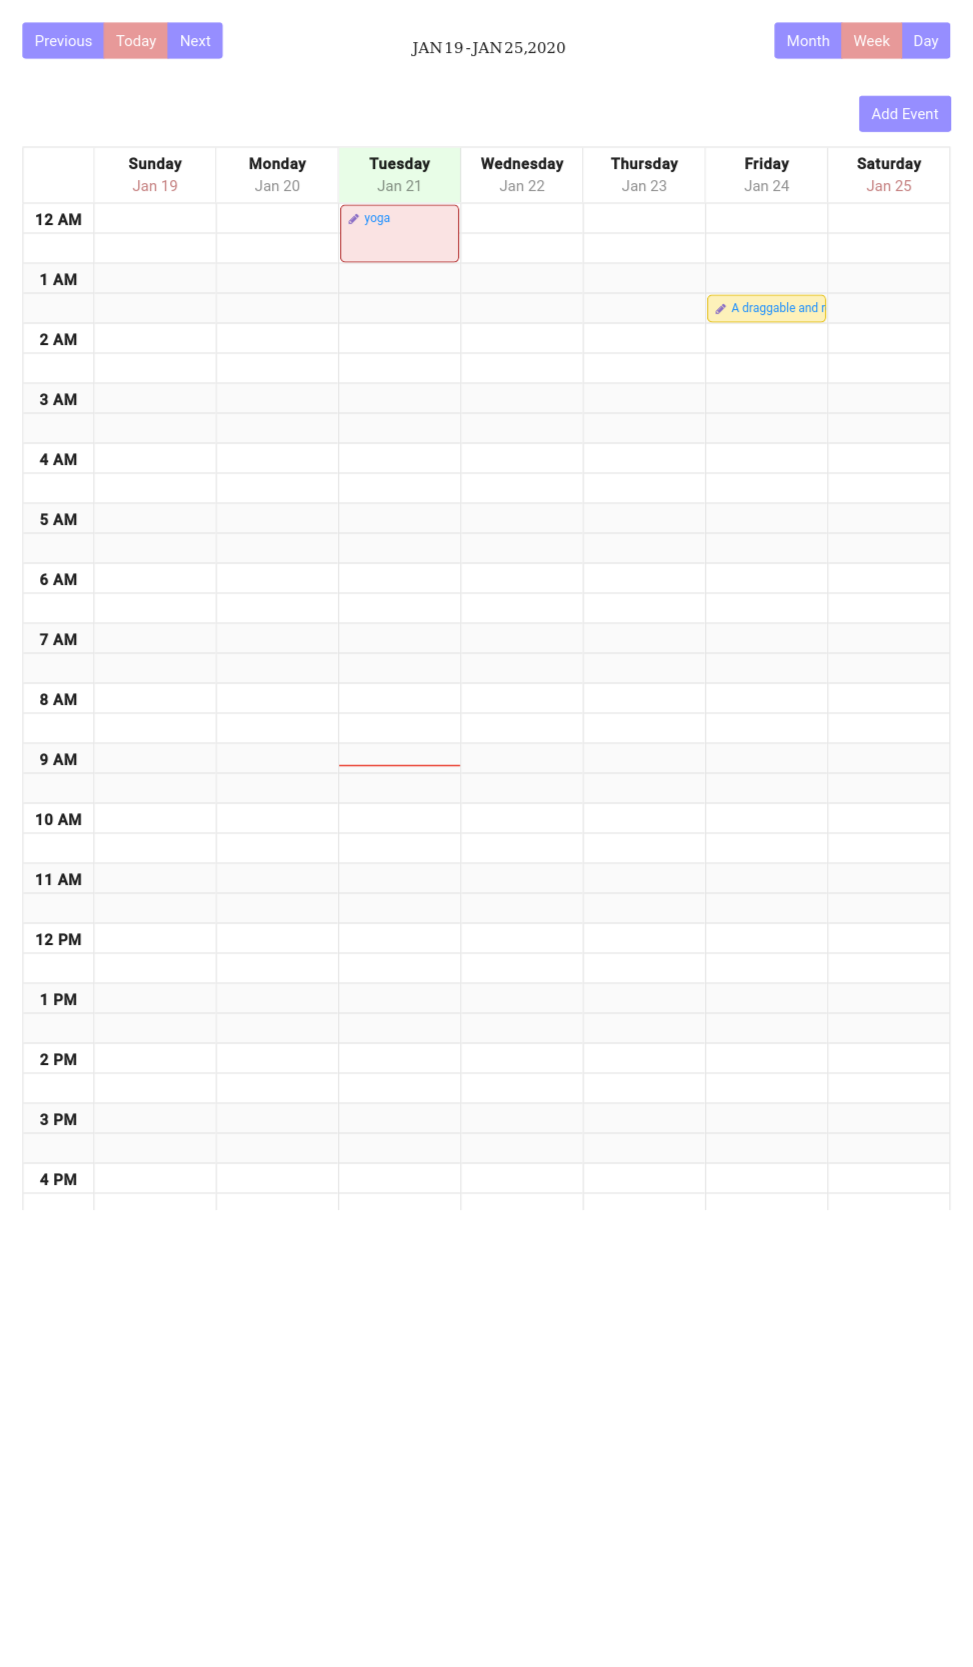 Previous Today Next
JAN 19 - JAN 25, 2020
Month Week Day
Add Event
Sunday Monday Tuesday Wednesday Thursday Friday Saturday
Jan 19 Jan 20 Jan 21 Jan 22 Jan 23 Jan 24 Jan 25
12 AM yoga
1 AM
A draggable and r
2 AM
3 AM
4 AM
5 AM
6 AM
7 AM
8 AM
9 AM
10 AM
11 AM
12 PM
1 PM
2 PM
3 PM
4 PM